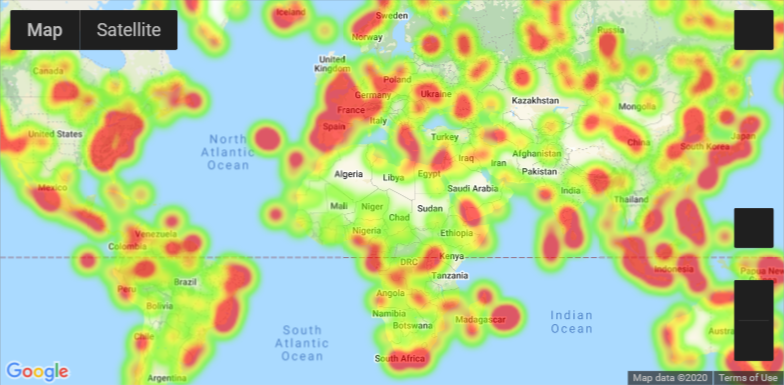 Map
Satellite
Iceland
Sweden
Norway
Russia
United
Kingdom
Canada
Poland
Germany
Ukraine
Kazakhstan
Mongolia
France
Italy
Spain
United States
North
Atlantic
Ocean
Turkey
China
South Korea
Japan
Iraq
Iran
Afghanistan
Pakistan
Algeria
Libya
Egypt
Saudi Arabia
India
Mexico
Mali
Niger
Chad
Sudan
Thailand
Nigeria
Ethiopia
Venezuela
Colombia
DRC
Kenya
Indonesia
Papua New
Tanzania
Brazil
Peru
Angola
Bolivia
Namibia
Botswana
Madagascar
Indian
Ocean
South
Atlantic
Ocean
Chile
South Africa
Austra
Argentina
Google
Map data ©2020
Terms of Use